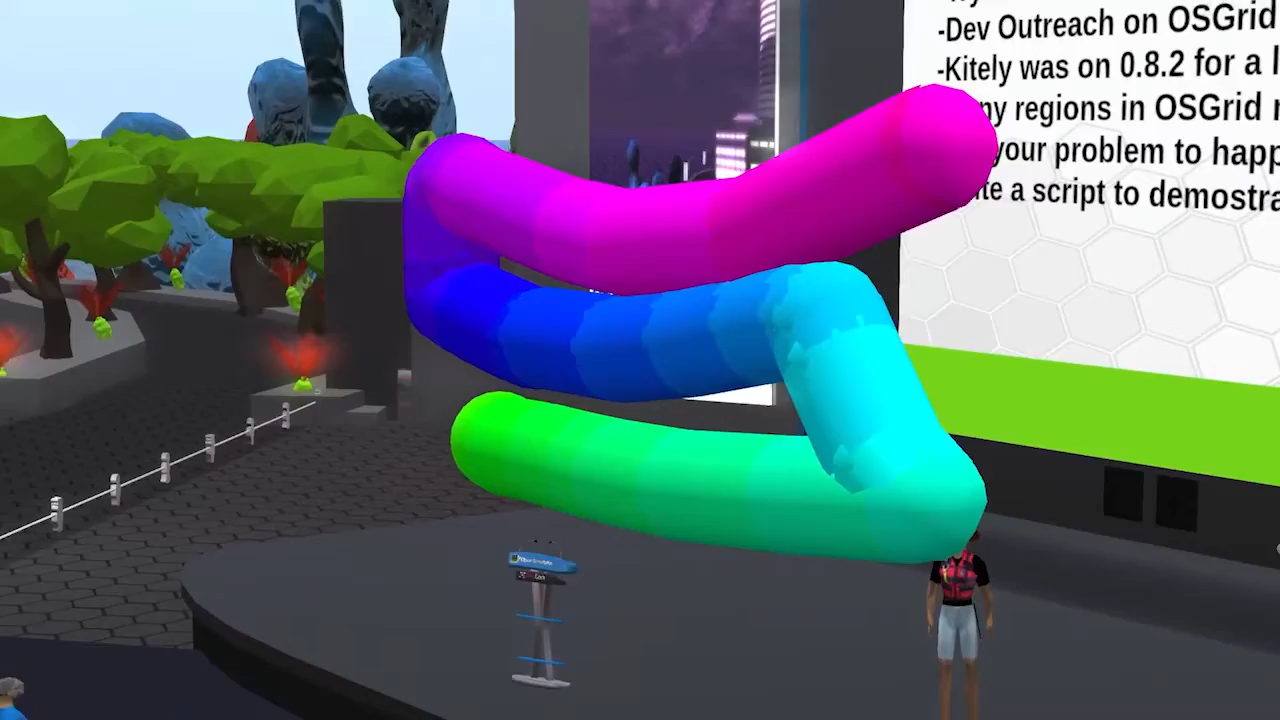 -Dev Outreach on OSGrid
-Kitely was on 0.8.2 for a l
ny regions in OSGrid r
your problem to happ
ite a script to demostra